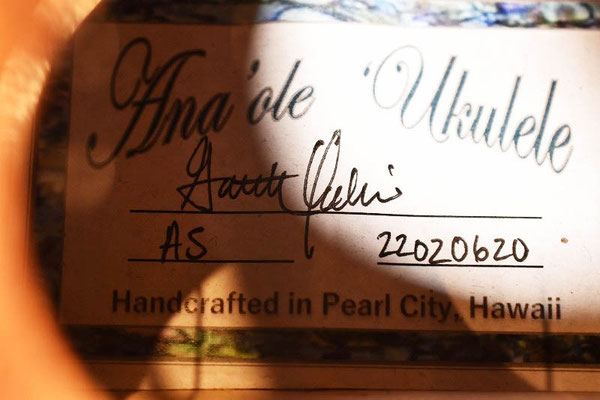 Ana'ole 'Ukulele
AS 22020620
Handcrafted in Pearl City, Hawaii